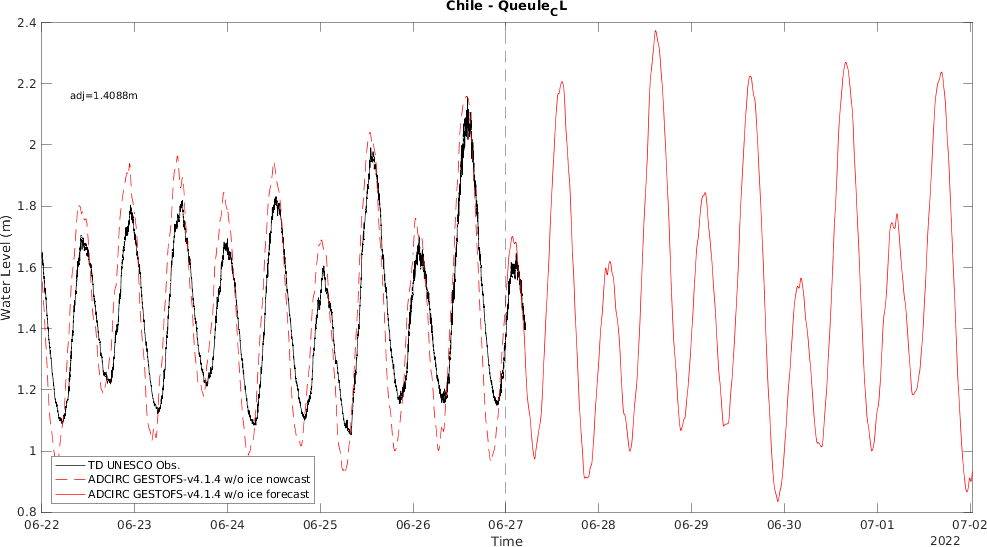 Chile - Queule_CL
2.4
2.2
2
1.8
1.6
1.4
1.2
1
0.8
Water Level (m)
adj=1.4088m
TD UNESCO Obs.
ADCIRC GESTOFS-v4.1.4 w/o ice nowcast
ADCIRC GESTOFS-v4.1.4 w/o ice forecast
06-22 06-23 06-24 06-25 06-26 06-27 06-28 06-29 06-30 07-01 07-02
Time
2022